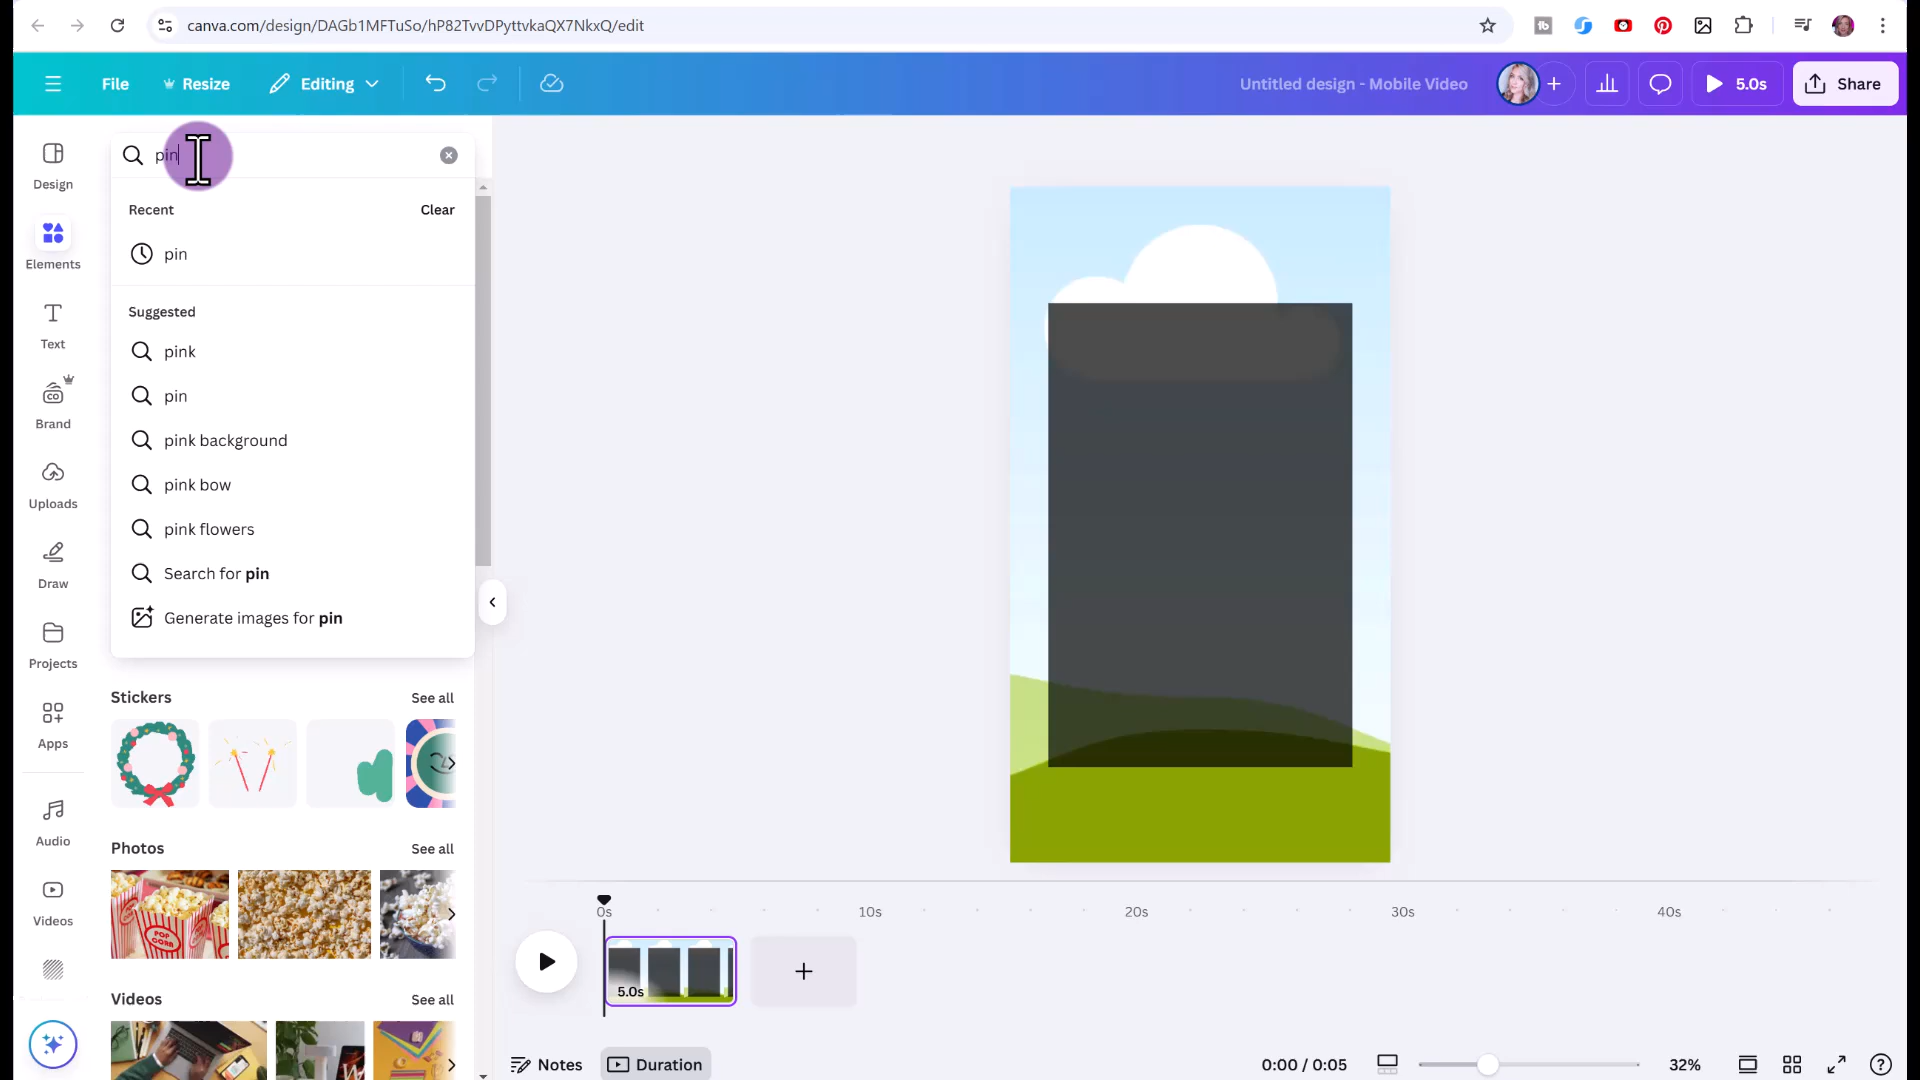 canva.com/design/DAGb1MFTuSo/hP82TvvDPyttvkaQX7NkxQ/edit
File
Resize
Editing
Untitled design - Mobile Video
5.0s
Share
Design
Elements
Text
Brand
Uploads
Draw
Projects
Apps
Audio
Videos
pin
Recent
Clear
pin
Suggested
pink
pin
pink background
pink bow
pink flowers
Search for pin
Generate images for pin
Stickers
See all
Photos
See all
POP CORN
Videos
See all
0s
10s
20s
30s
40s
5.0s
Notes
Duration
0:00 / 0:05
32%